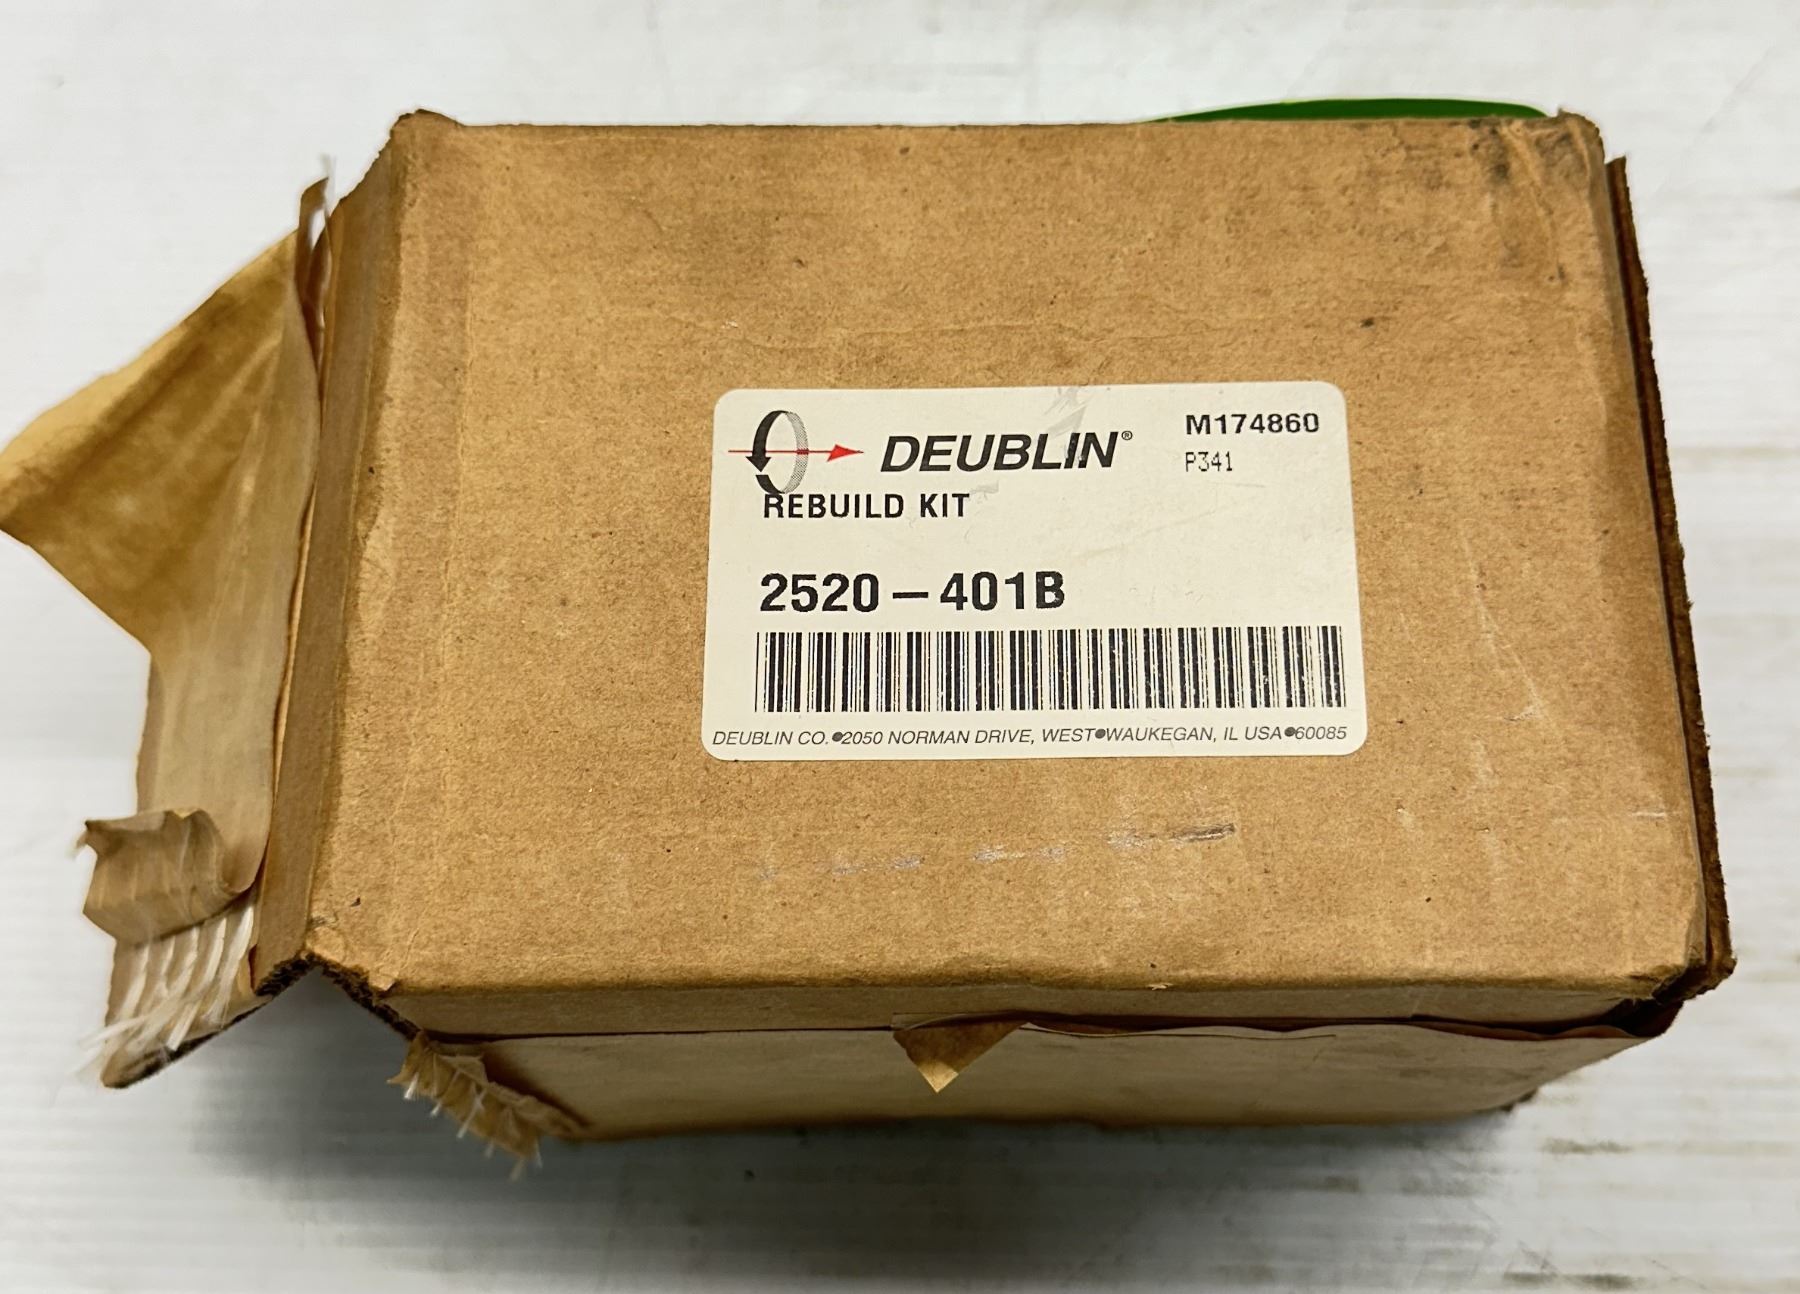 DEUBLIN®
M174860
P341
REBUILD KIT
2520-401B
DEUBLIN CO.●2050 NORMAN DRIVE, WEST●WAUKEGAN, IL USA●60085